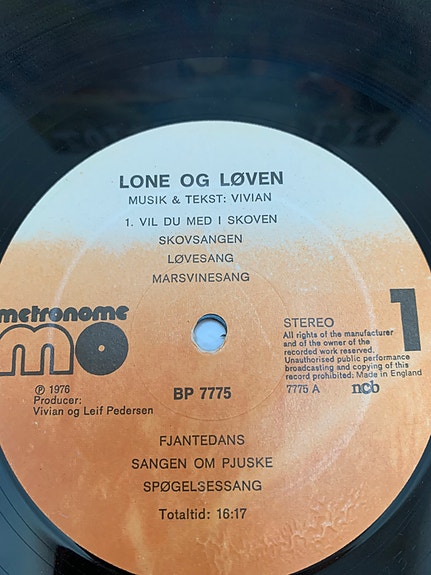 LONE OG LØVEN
MUSIK & TEKST: VIVIAN
1. VIL DU MED I SKOVEN
SKOVSANGEN
LØVESANG
MARSVINESANG
metronome
mo
℗ 1976
Producer:
Vivian og Leif Pedersen
BP 7775
STEREO
All rights of the manufacturer
and of the owner of the
recorded work reserved.
Unauthorised public performance
broadcasting and copying of this
record prohibited: Made in England
7775 A
ncb
1
FJANTEDANS
SANGEN OM PJUSKE
SPØGELSESSANG
Totaltid: 16:17